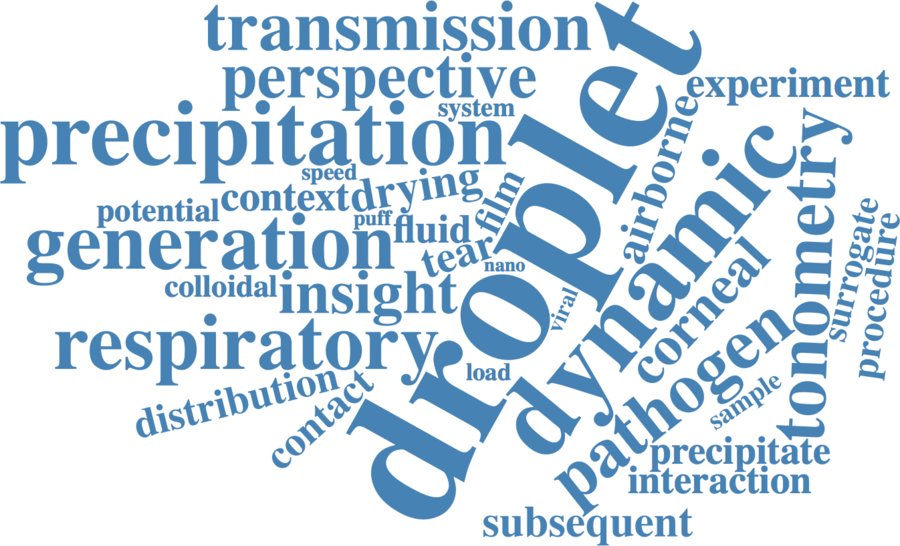 transmission
perspective
system
experiment
precipitation
droplet
airborne
dynamic
tonometry
speed
context
drying
film
potential
puff
fluid
generation
tear
nano
colloidal
insight
viral
corneal
surrogate
procedure
respiratory
load
pathogen
sample
distribution
contact
precipitate
interaction
subsequent